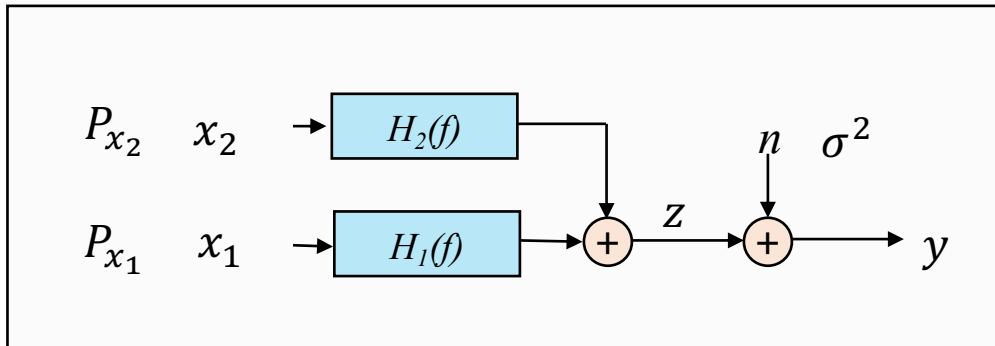 P_{x_2} x_2 H_2(f) n σ^2
P_{x_1} x_1 H_1(f) + z + y